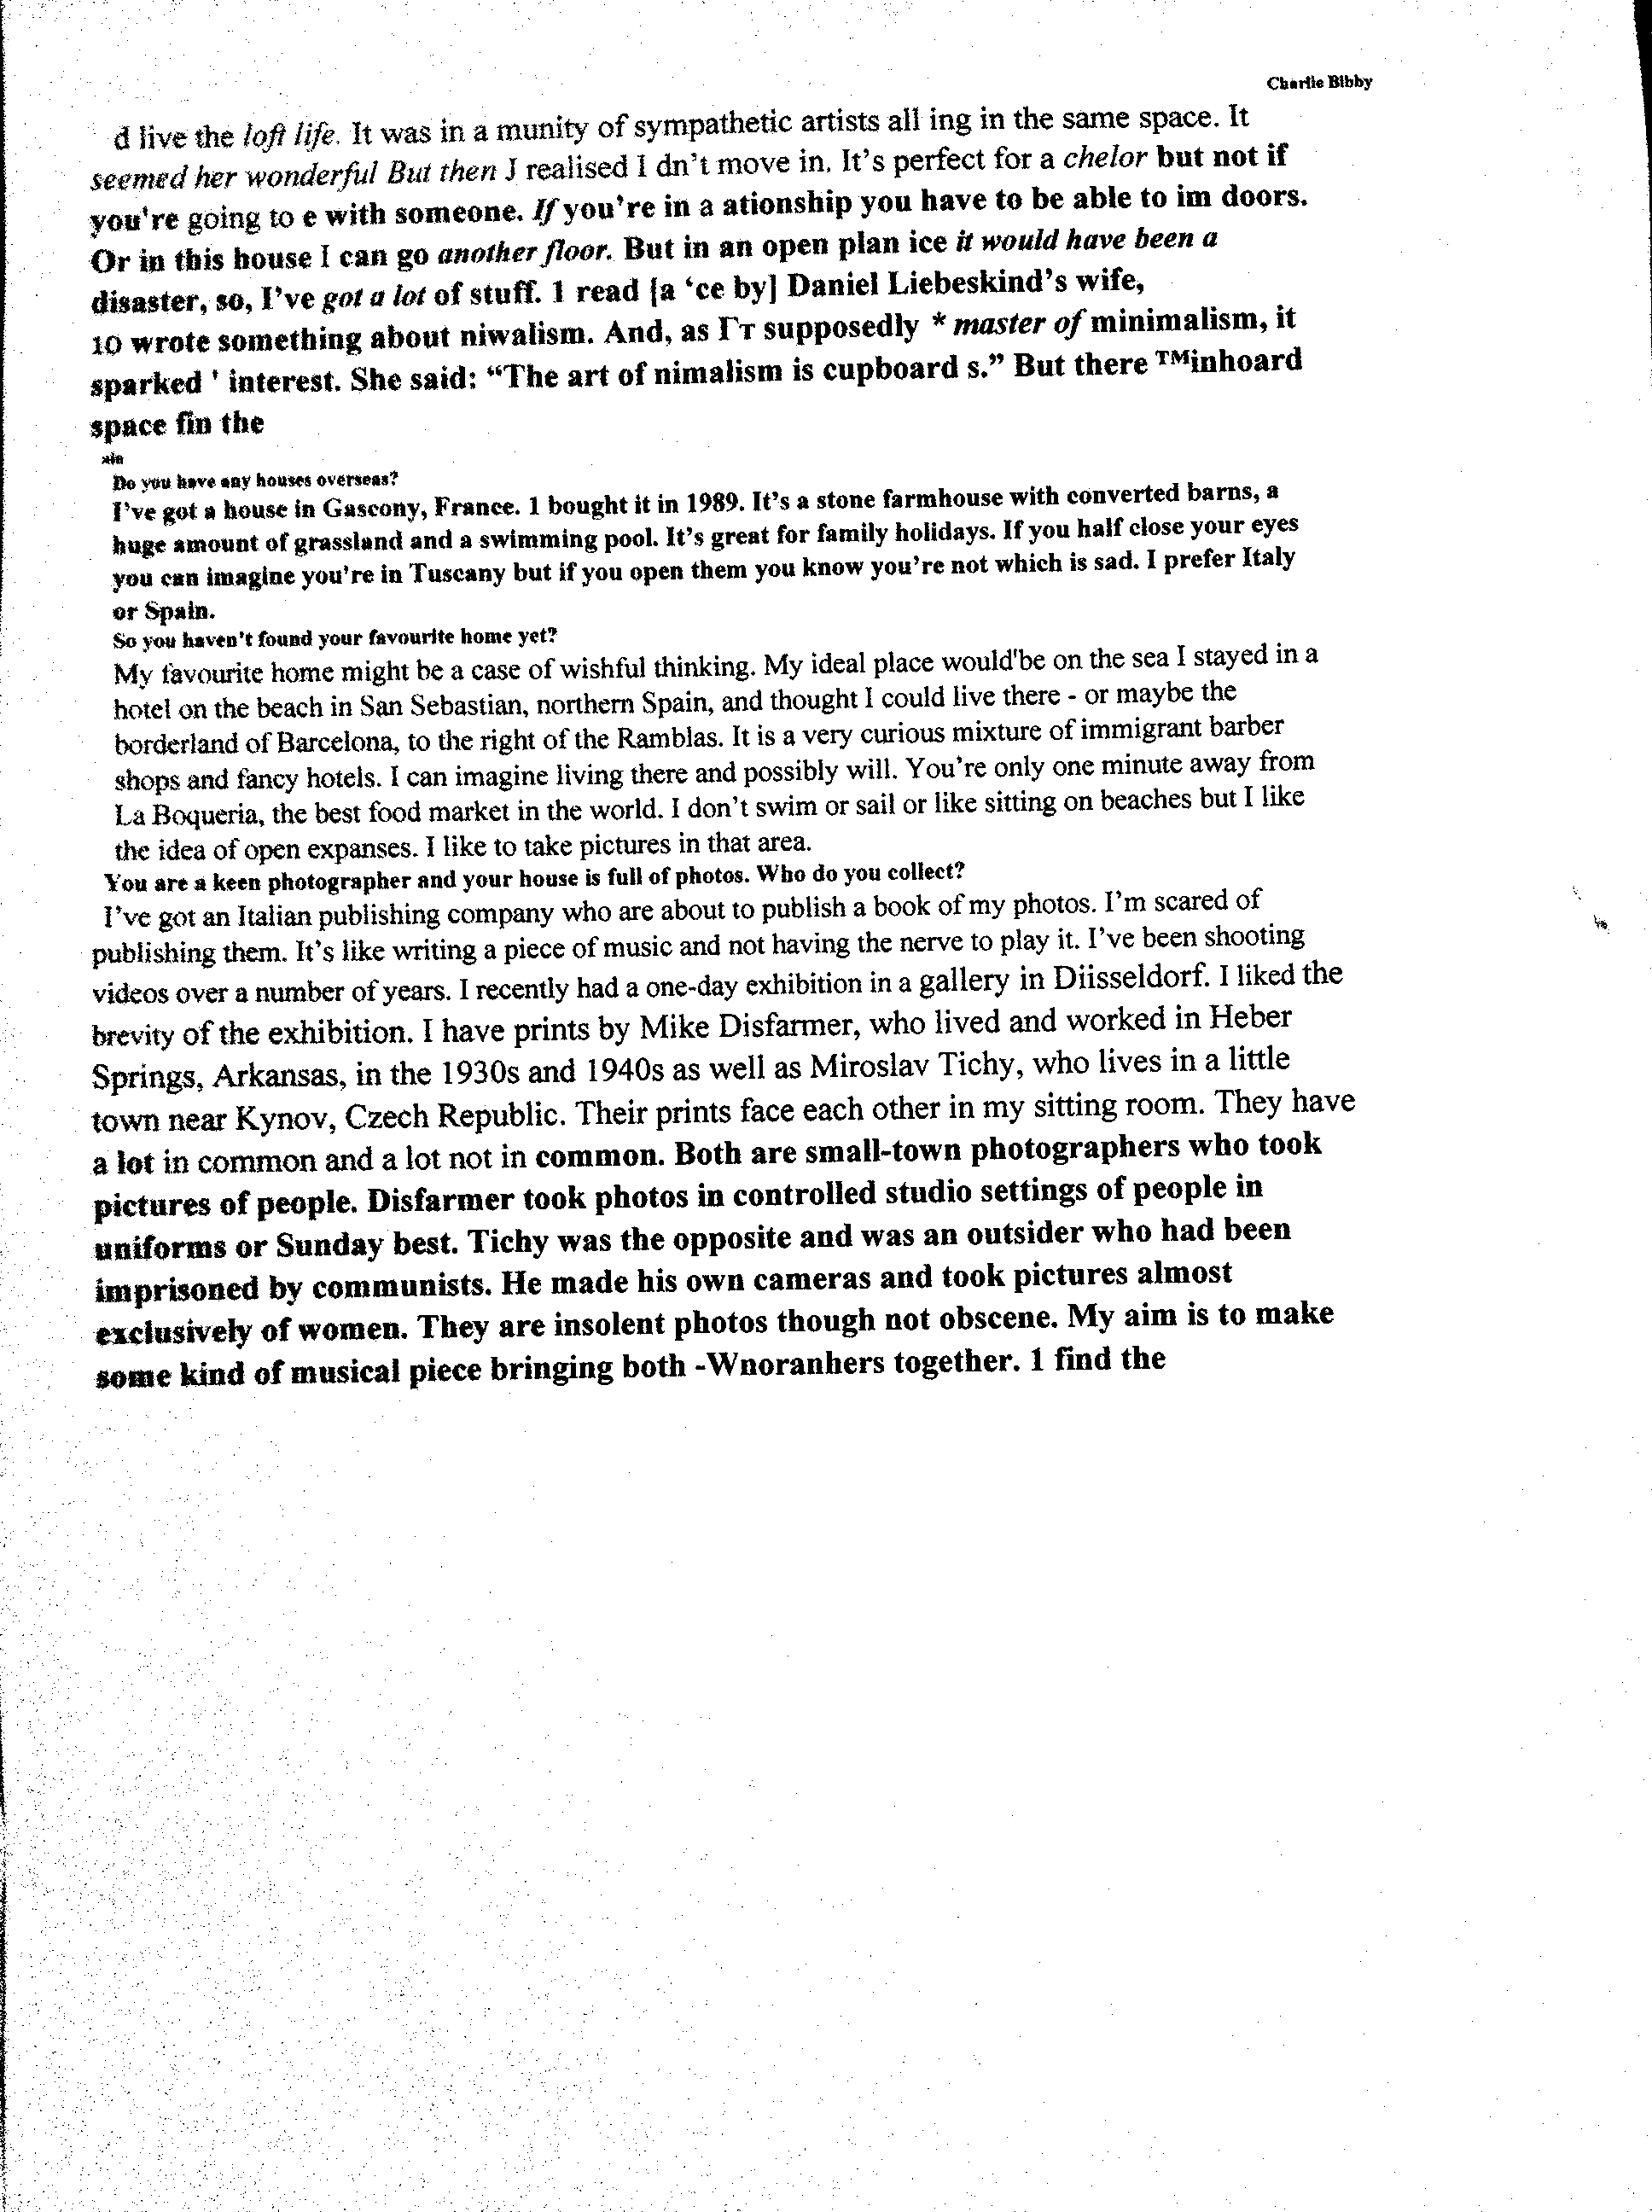 Charlie Bibby
d live the loft life. It was in a munity of sympathetic artists all ing in the same space. It
seemed her wonderful But then J realised I dn't move in. It's perfect for a chelor but not if
you're going to e with someone. If you're in a ationship you have to be able to im doors.
Or in this house I can go another floor. But in an open plan ice it would have been a
disaster, so, I've got a lot of stuff. 1 read [a ‘ce by] Daniel Liebeskind's wife,
10 wrote something about niwalism. And, as I'т supposedly * master of minimalism, it
sparked ' interest. She said: “The art of nimalism is cupboard s.” But there ™inhoard
space fin the
Do you have any houses overseas?
I've got a house in Gascony, France. 1 bought it in 1989. It's a stone farmhouse with converted barns, a
huge amount of grassland and a swimming pool. It's great for family holidays. If you half close your eyes
you can imagine you're in Tuscany but if you open them you know you're not which is sad. I prefer Italy
or Spain.
So you haven't found your favourite home yet?
My favourite home might be a case of wishful thinking. My ideal place would'be on the sea I stayed in a
hotel on the beach in San Sebastian, northern Spain, and thought I could live there - or maybe the
borderland of Barcelona, to the right of the Ramblas. It is a very curious mixture of immigrant barber
shops and fancy hotels. I can imagine living there and possibly will. You're only one minute away from
La Boqueria, the best food market in the world. I don't swim or sail or like sitting on beaches but I like
the idea of open expanses. I like to take pictures in that area.
You are a keen photographer and your house is full of photos. Who do you collect?
I've got an Italian publishing company who are about to publish a book of my photos. I'm scared of
publishing them. It's like writing a piece of music and not having the nerve to play it. I've been shooting
videos over a number of years. I recently had a one-day exhibition in a gallery in Diisseldorf. I liked the
brevity of the exhibition. I have prints by Mike Disfarmer, who lived and worked in Heber
Springs, Arkansas, in the 1930s and 1940s as well as Miroslav Tichy, who lives in a little
town near Kynov, Czech Republic. Their prints face each other in my sitting room. They have
a lot in common and a lot not in common. Both are small-town photographers who took
pictures of people. Disfarmer took photos in controlled studio settings of people in
uniforms or Sunday best. Tichy was the opposite and was an outsider who had been
imprisoned by communists. He made his own cameras and took pictures almost
exclusively of women. They are insolent photos though not obscene. My aim is to make
some kind of musical piece bringing both -Wnoranhers together. 1 find the